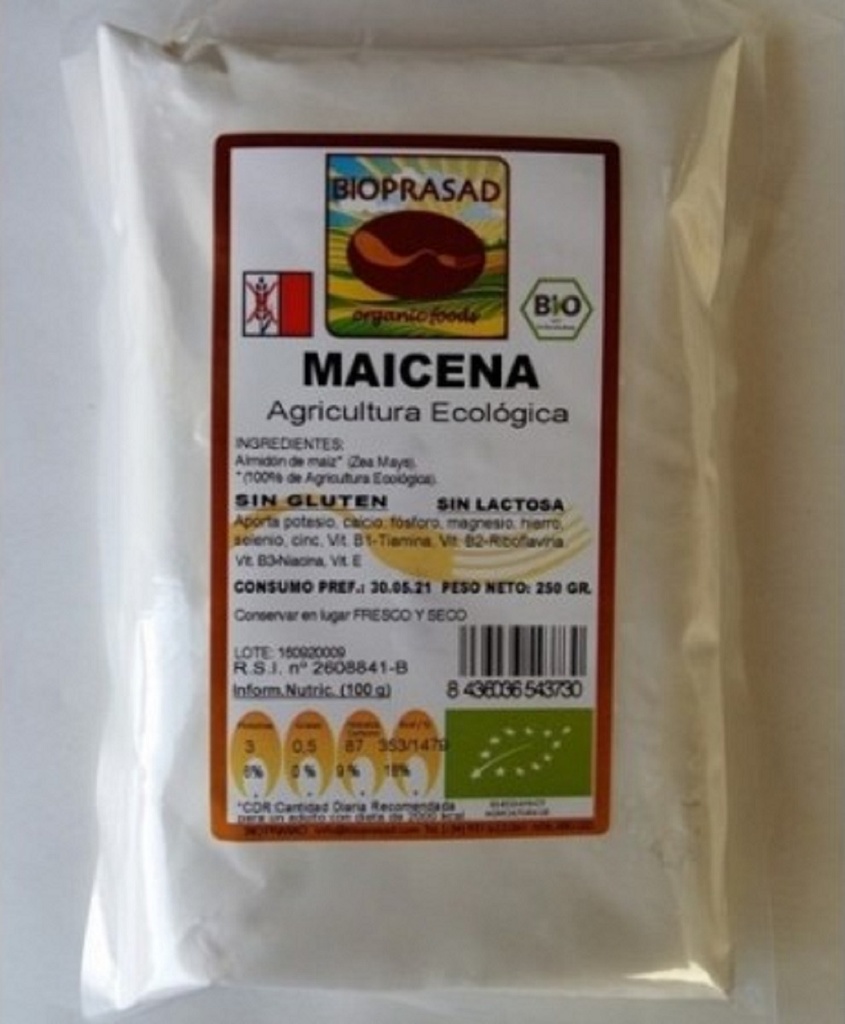 BIOPRASAD
organic foods
BIO
MAICENA
Agricultura Ecológica
INGREDIENTES:
Almidón de maíz* (Zea Mays).
*(100% de Agricultura Ecológica).
SIN GLUTEN SIN LACTOSA
Aporta potasio, calcio, fósforo, magnesio, hierro,
selenio, cinc, Vit. B1-Tiamina, Vit. B2-Riboflavina
Vit. B3-Niacina, Vit. E
CONSUMO PREF.: 30.05.21 PESO NETO: 250 GR.
Conservar en lugar FRESCO Y SECO
LOTE: 160920009
R.S.I. nº 2608841-B
Inform.Nutric. (100 g)
8 436036 543730
3 0,5 87 353/1479
6% 0% 9% 18%
*CDR:Cantidad Diaria Recomendada
para un adulto con dieta de 2000 kcal